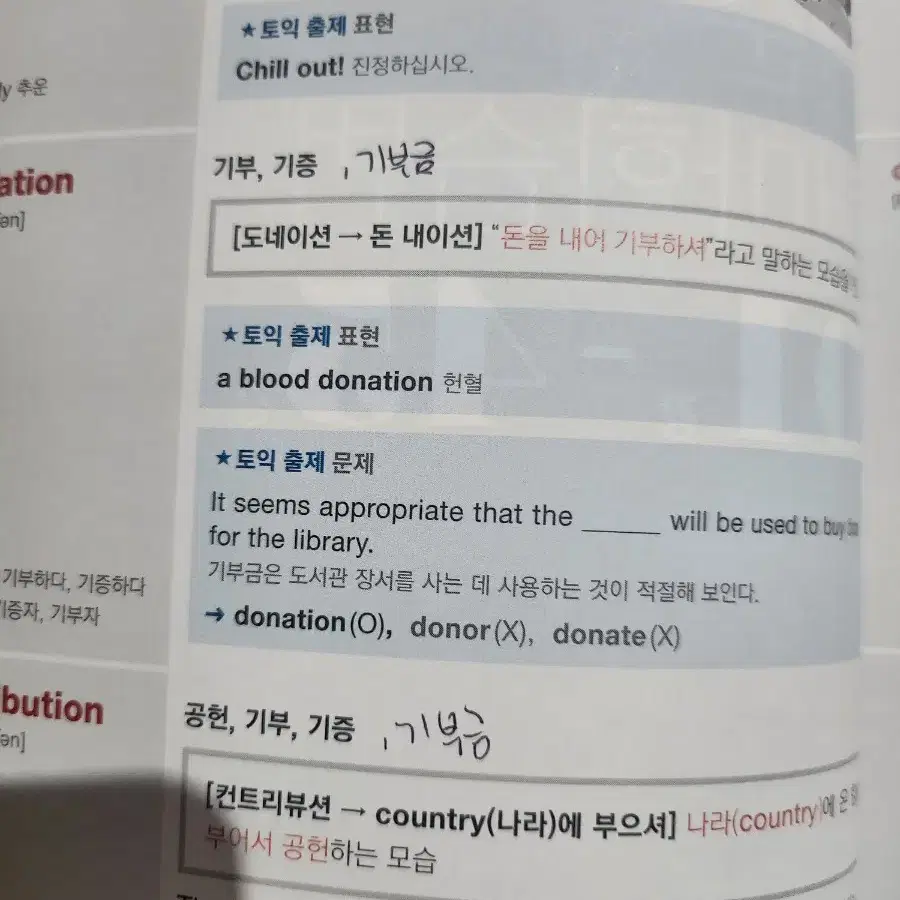 ★토익 출제 표현
Chill out! 진정하십시오.
추운
기부, 기증 , 기부금
[도네이션 → 돈 내이션] “돈을 내어 기부하셔”라고 말하는 모습을
★토익 출제 표현
a blood donation 헌혈
★토익 출제 문제
It seems appropriate that the ______ will be used to buy
for the library.
기부금은 도서관 장서를 사는 데 사용하는 것이 적절해 보인다.
→ donation(O), donor(X), donate(X)
기부하다, 기증하다
기증자, 기부자
공헌, 기부, 기증 , 기부금
[컨트리뷰션 → country(나라)에 부으셔] 나라(country)에 온
부어서 공헌하는 모습